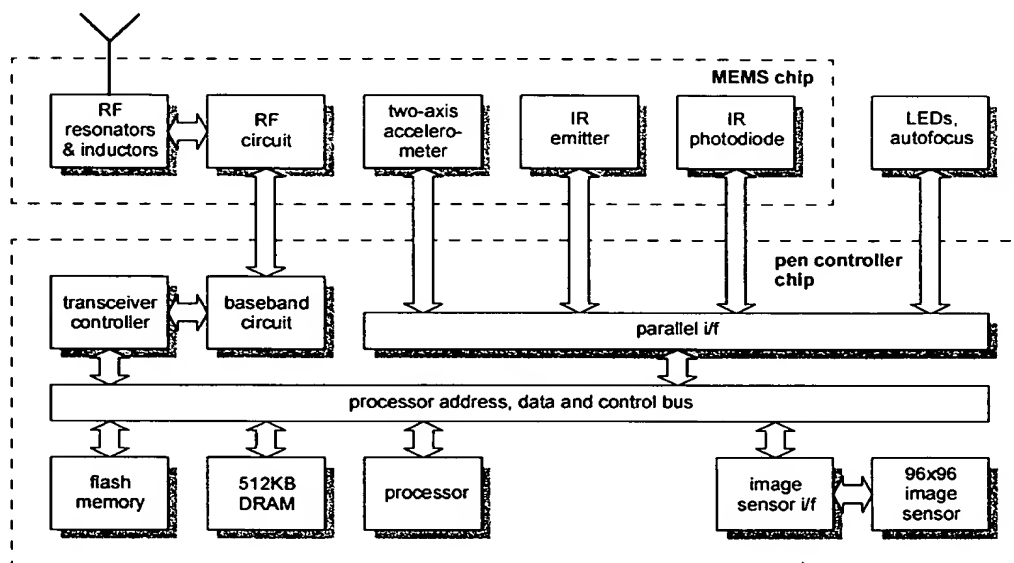 MEMS chip
RF
resonators
& inductors
RF
circuit
two-axis
accelero-
meter
IR
emitter
IR
photodiode
LEDs,
autofocus
pen controller
chip
transceiver
controller
baseband
circuit
parallel i/f
processor address, data and control bus
flash
memory
512KB
DRAM
processor
image
sensor i/f
96x96
image
sensor